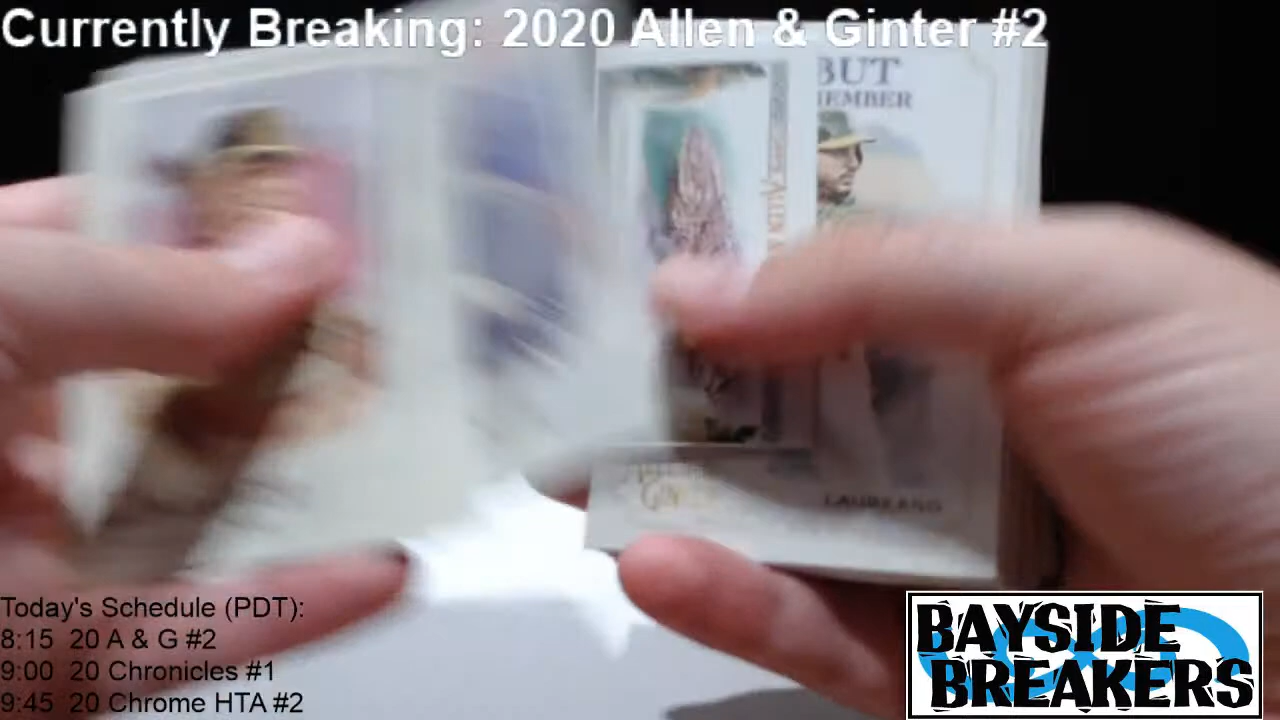 Currently Breaking: 2020 Allen & Ginter #2
BUT
EMBER
LAUREANO
Today's Schedule (PDT):
8:15 20 A & G #2
9:00 20 Chronicles #1
9:45 20 Chrome HTA #2
BAYSIDE
BREAKERS